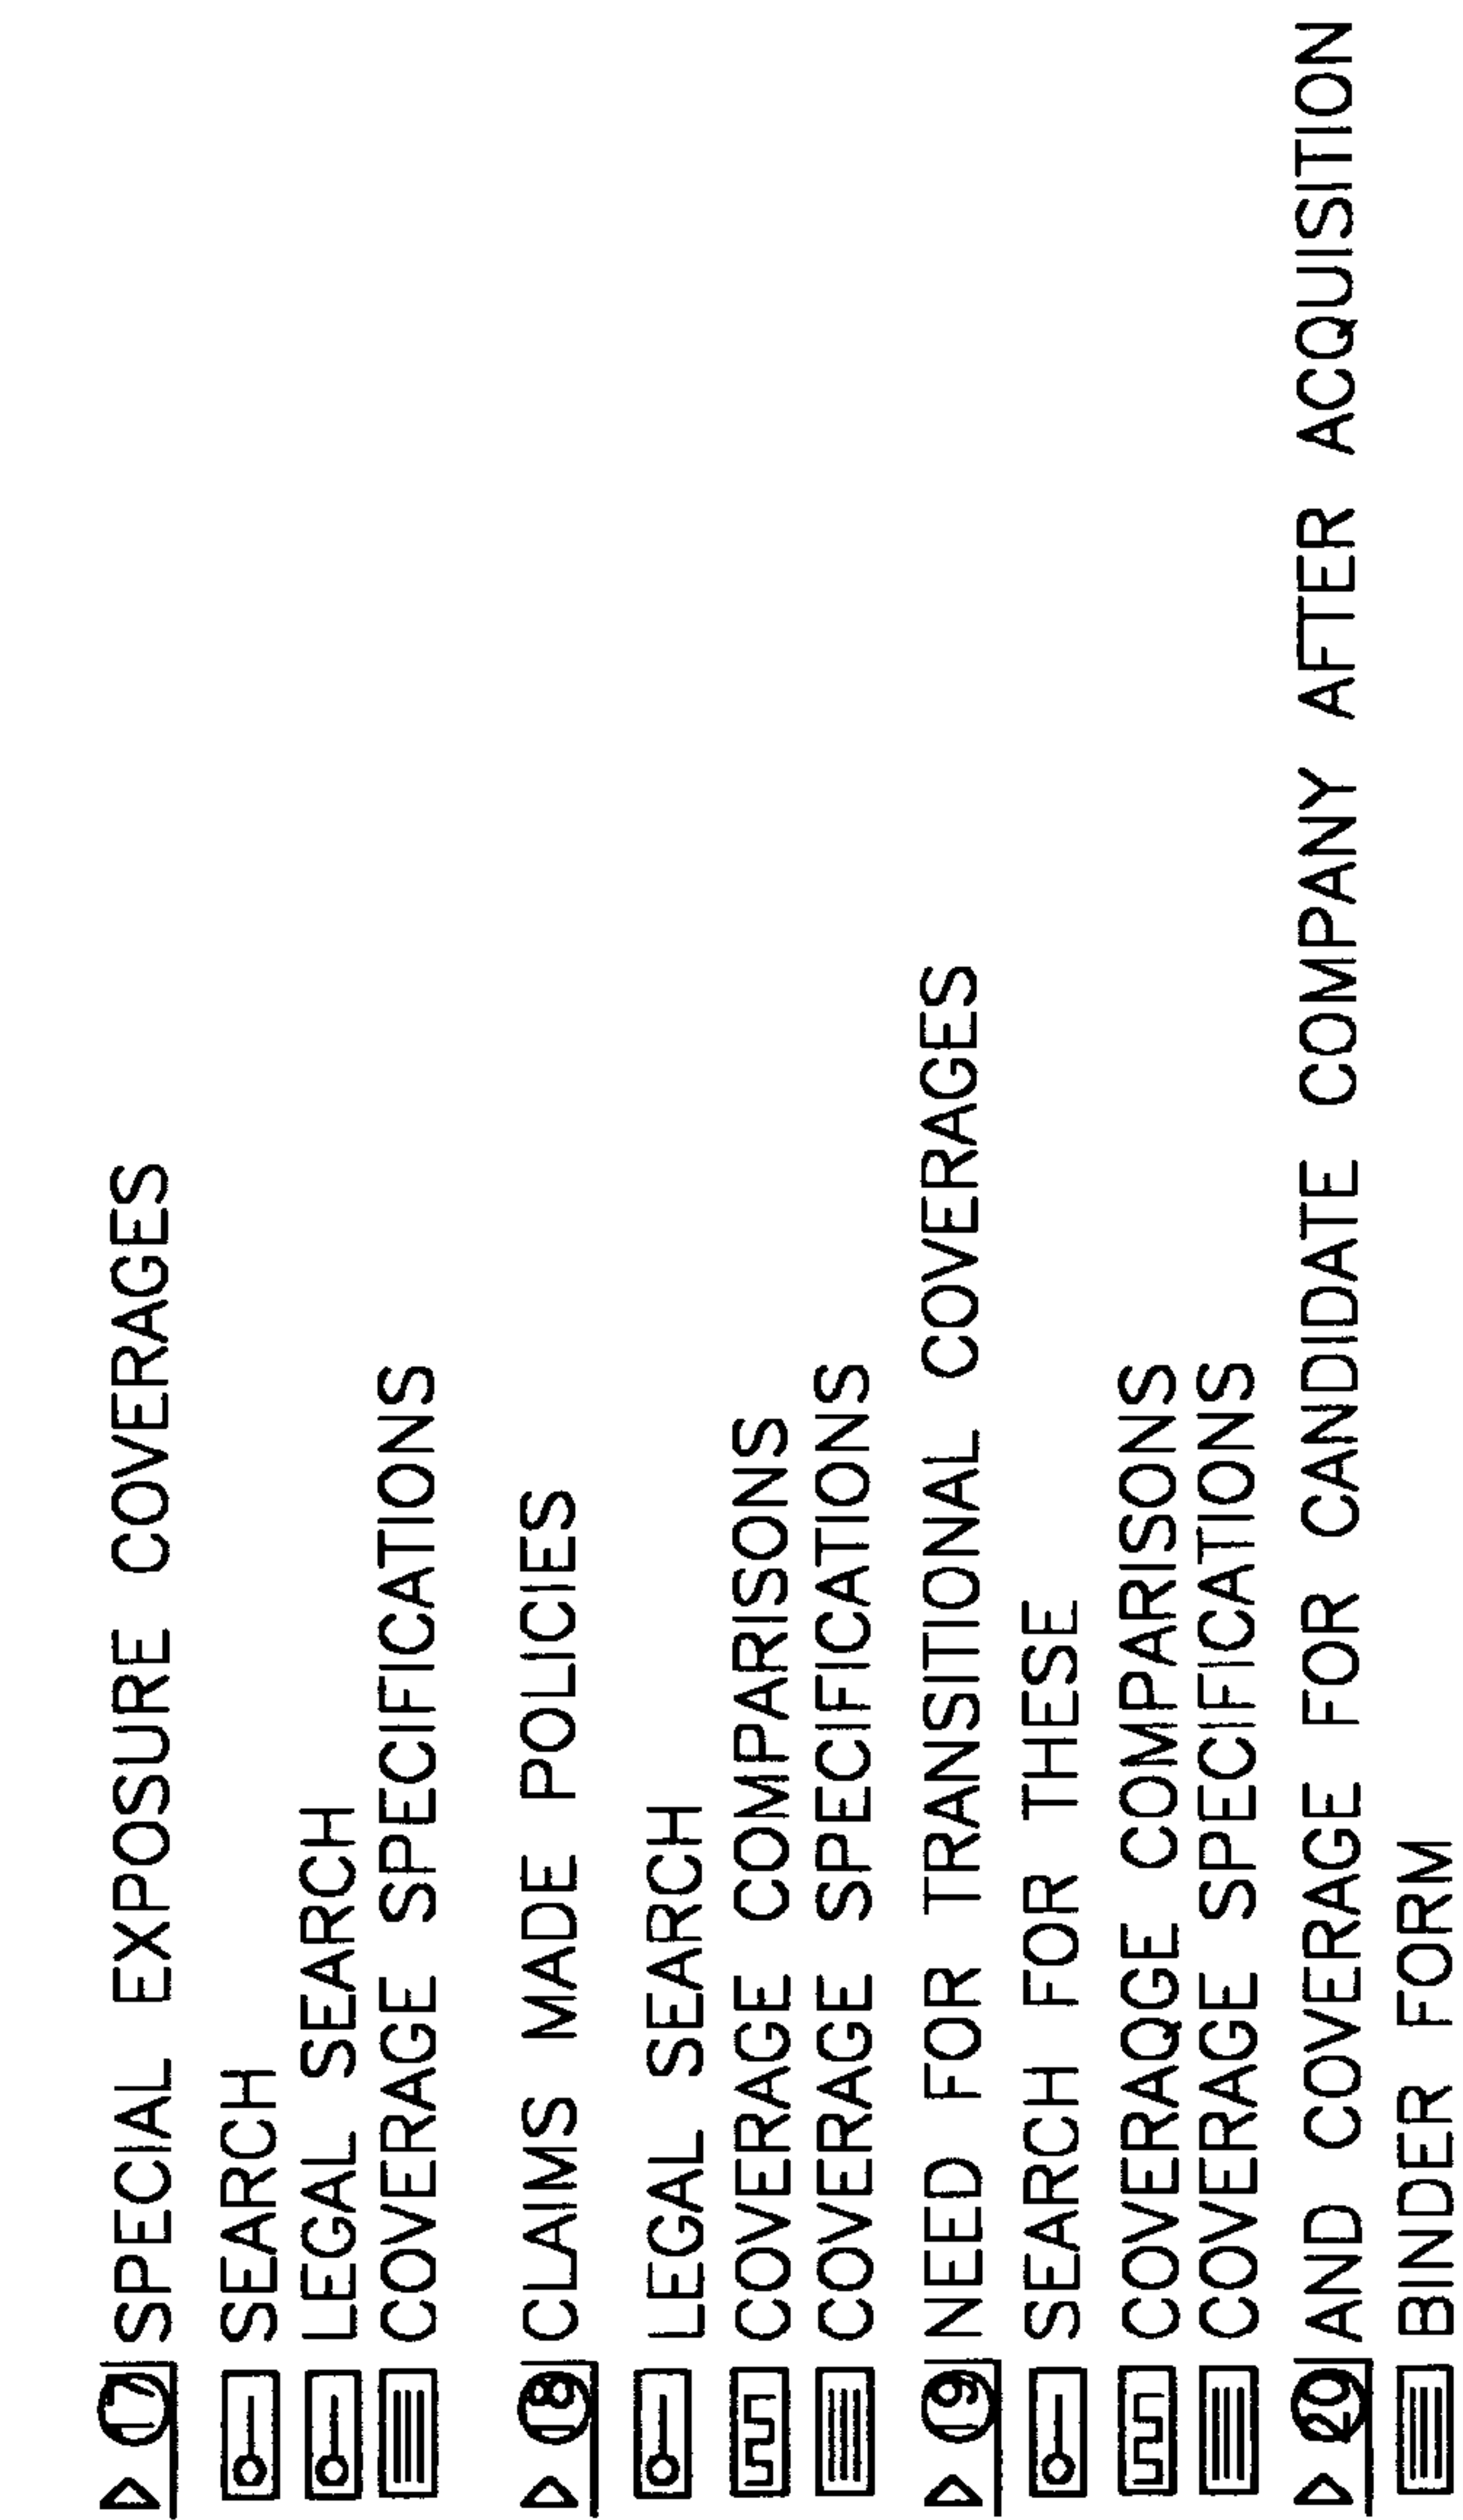 17 SPECIAL EXPOSURE COVERAGES
SEARCH
LEGAL SEARCH
COVERAGE SPECIFICATIONS
18 CLAIMS MADE POLICIES
LEGAL SEARCH
COVERAGE COMPARISONS
COVERAGE SPECIFICATIONS
19 NEED FOR TRANSITIONAL COVERAGES
SEARCH FOR THESE
COVERAQGE COMPARISONS
COVERAGE SPECIFICATIONS
20 AND COVERAGE FOR CANDIDATE COMPANY AFTER ACQUISITION
BINDER FORM